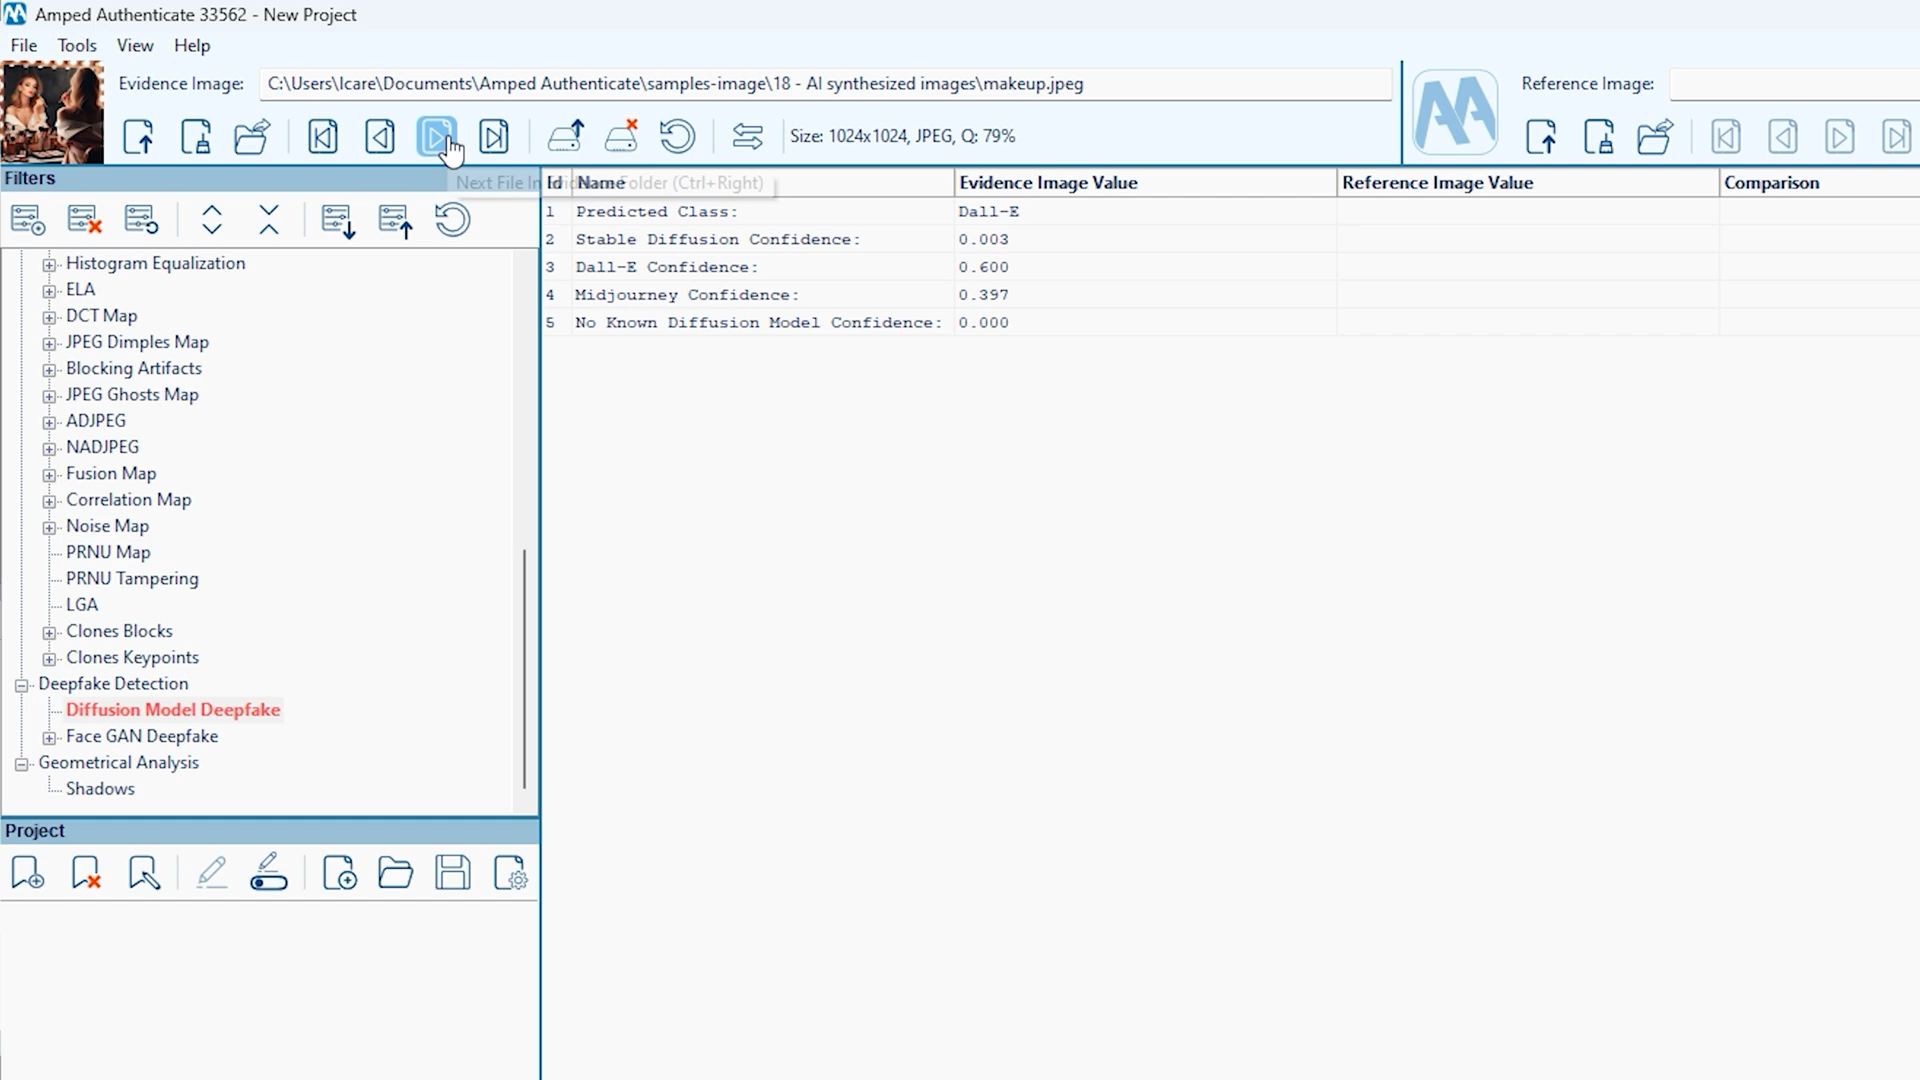 Amped Authenticate 33562 - New Project
File Tools View Help
Evidence Image: C:\Users\Icare\Documents\Amped Authenticate\samples-image\18 - AI synthesized images\makeup.jpeg
Reference Image:
Size: 1024x1024, JPEG, Q: 79%
Filters
Next File In Folder (Ctrl+Right)
Id Name Evidence Image Value Reference Image Value Comparison
1 Predicted Class: Dall-E
2 Stable Diffusion Confidence: 0.003
3 Dall-E Confidence: 0.600
4 Midjourney Confidence: 0.397
5 No Known Diffusion Model Confidence: 0.000
Histogram Equalization
ELA
DCT Map
JPEG Dimples Map
Blocking Artifacts
JPEG Ghosts Map
ADJPEG
NADJPEG
Fusion Map
Correlation Map
Noise Map
PRNU Map
PRNU Tampering
LGA
Clones Blocks
Clones Keypoints
Deepfake Detection
Diffusion Model Deepfake
Face GAN Deepfake
Geometrical Analysis
Shadows
Project